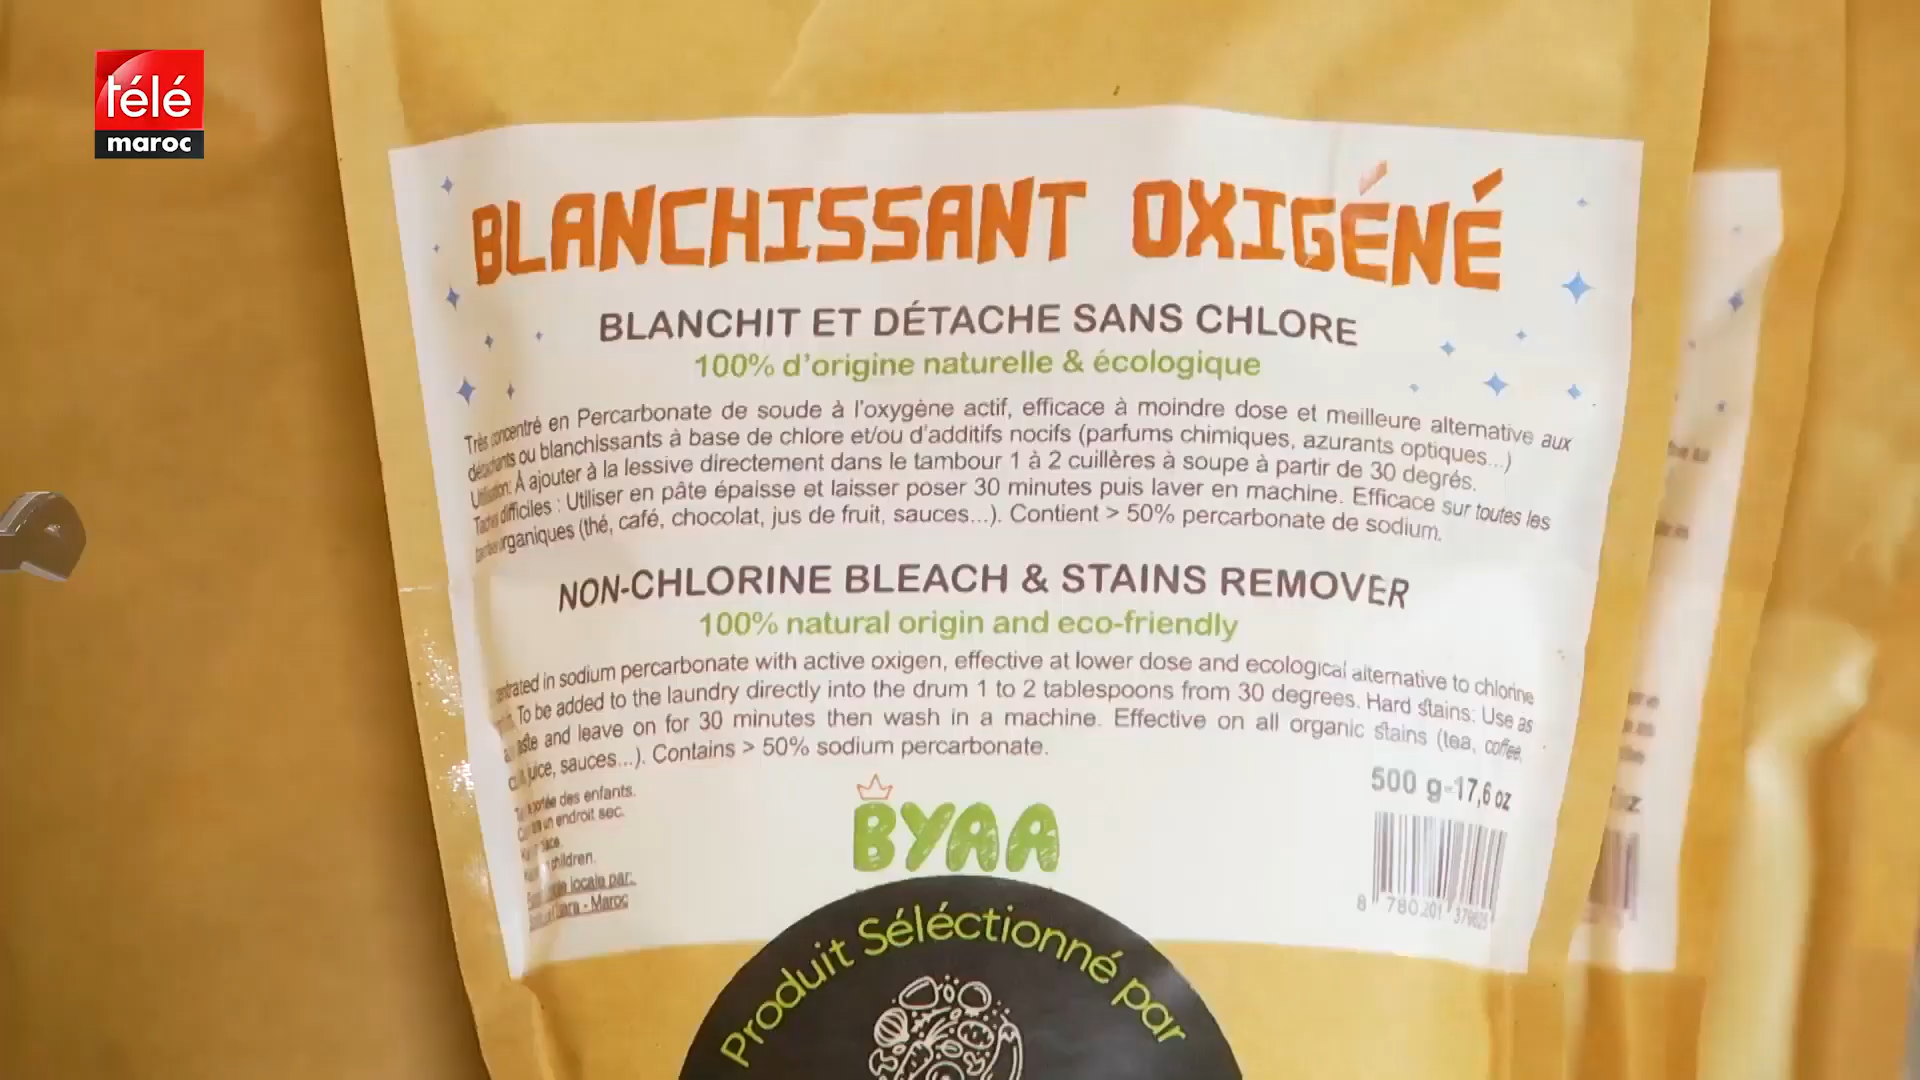 télé
maroc
BLANCHISSANT OXIGÉNÉ
BLANCHIT ET DÉTACHE SANS CHLORE
100% d'origine naturelle & écologique
Très concentré en Percarbonate de soude à l'oxygène actif, efficace à moindre dose et meilleure alternative aux
détachants ou blanchissants à base de chlore et/ou d'additifs nocifs (parfums chimiques, azurants optiques...)
Utilisation: À ajouter à la lessive directement dans le tambour 1 à 2 cuillères à soupe à partir de 30 degrés.
Taches difficiles : Utiliser en pâte épaisse et laisser poser 30 minutes puis laver en machine. Efficace sur toutes les
organiques (thé, café, chocolat, jus de fruit, sauces...). Contient > 50% percarbonate de sodium.
NON-CHLORINE BLEACH & STAINS REMOVER
100% natural origin and eco-friendly
in sodium percarbonate with active oxigen, effective at lower dose and ecological alternative to chlorine
To be added to the laundry directly into the drum 1 to 2 tablespoons from 30 degrees. Hard stains: Use as
and leave on for 30 minutes then wash in a machine. Effective on all organic stains (tea, coffee,
juice, sauces...). Contains > 50% sodium percarbonate.
portée des enfants.
un endroit sec.
children.
locale par:
- Maroc
500 g-17,6 oz
BYAA
8 780201
Produit Séléctionné par